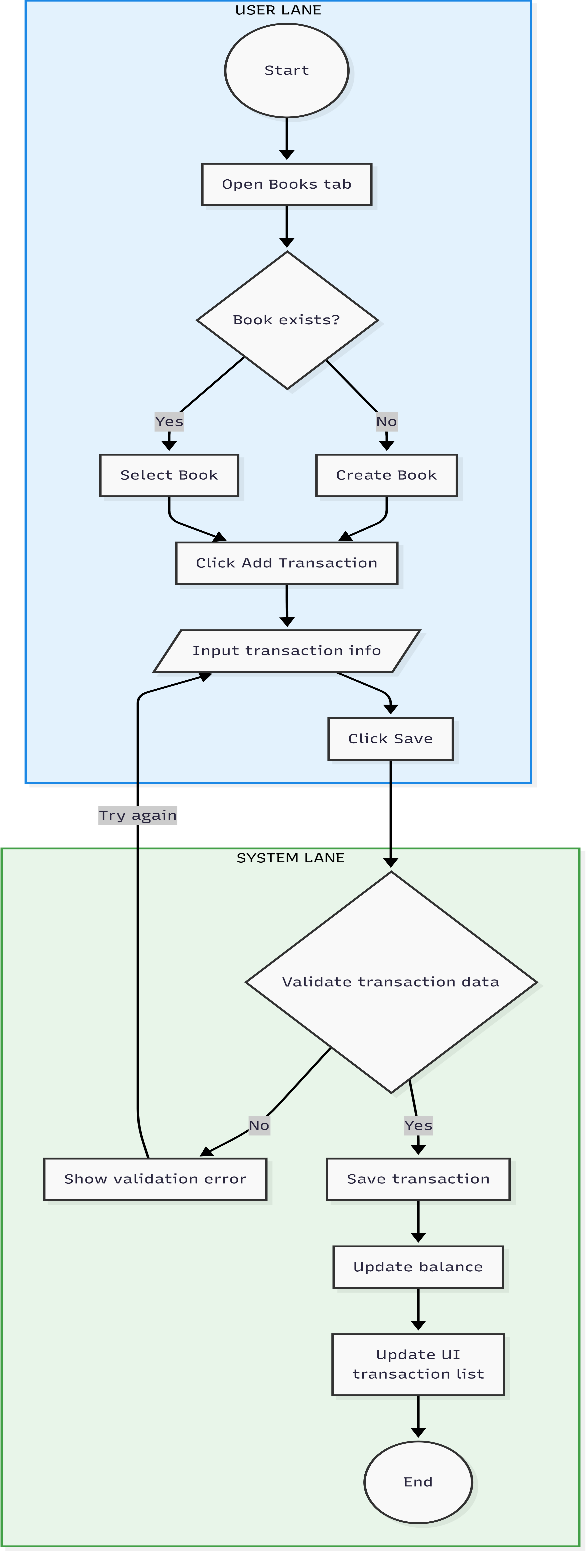 USER LANE
Start
Open Books tab
Book exists?
Yes
No
Select Book
Create Book
Click Add Transaction
Input transaction info
Click Save
Try again
SYSTEM LANE
Validate transaction data
No
Yes
Show validation error
Save transaction
Update balance
Update UI
transaction list
End